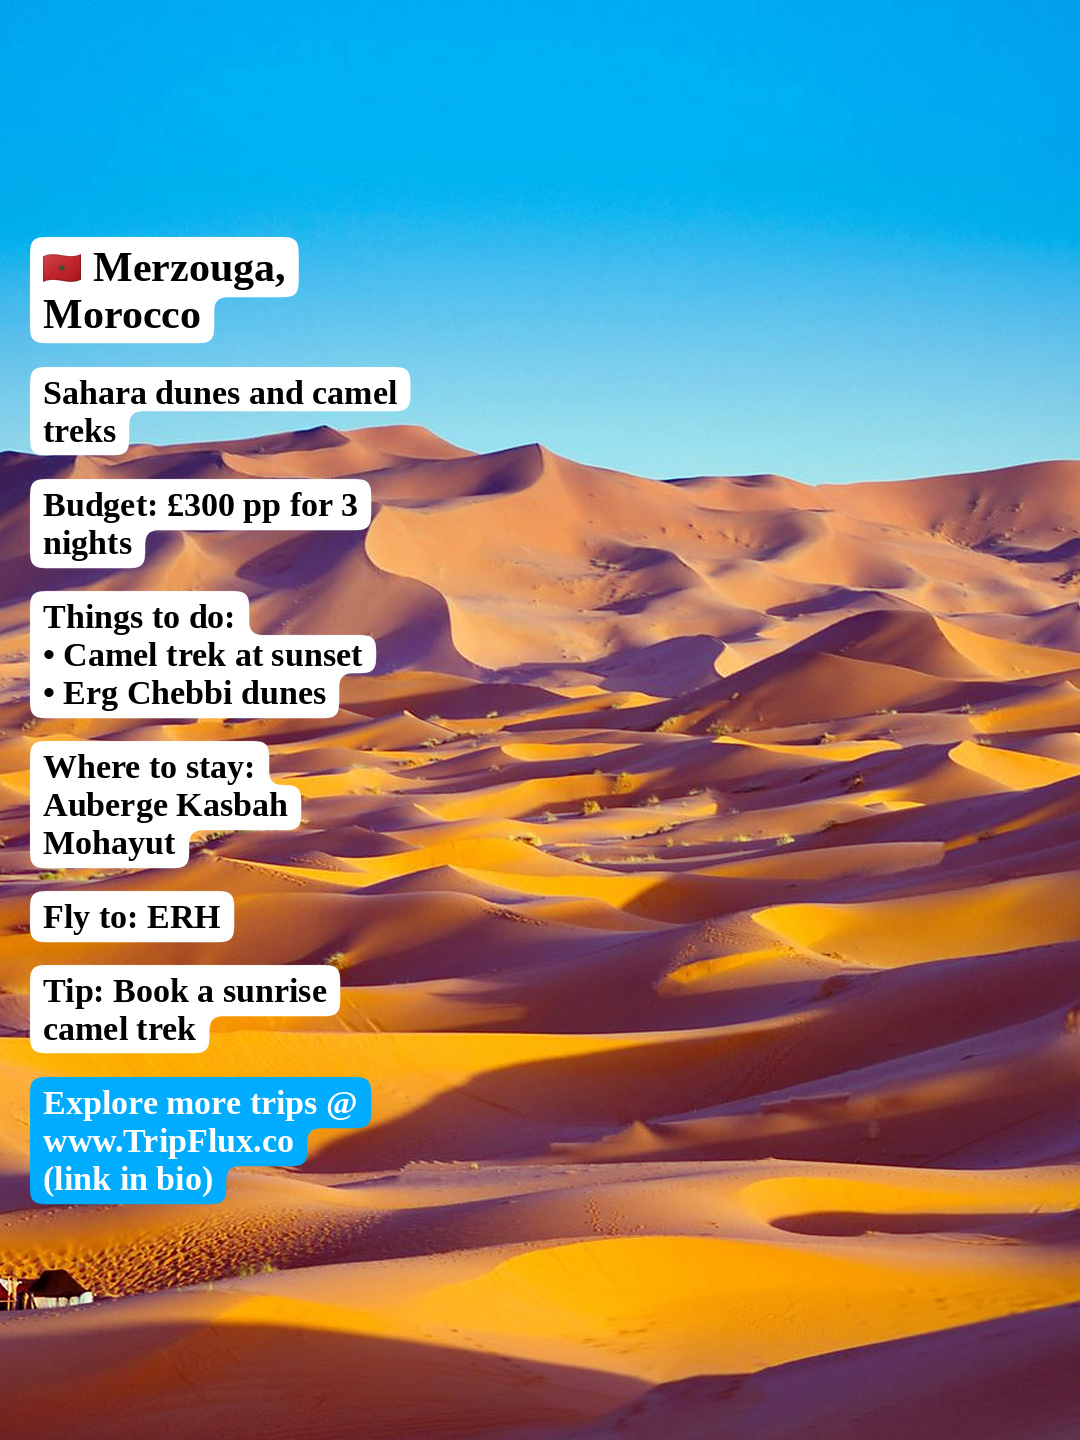 🇲🇦 Merzouga,
Morocco
Sahara dunes and camel
treks
Budget: £300 pp for 3
nights
Things to do:
• Camel trek at sunset
• Erg Chebbi dunes
Where to stay:
Auberge Kasbah
Mohayut
Fly to: ERH
Tip: Book a sunrise
camel trek
Explore more trips @
www.TripFlux.co
(link in bio)